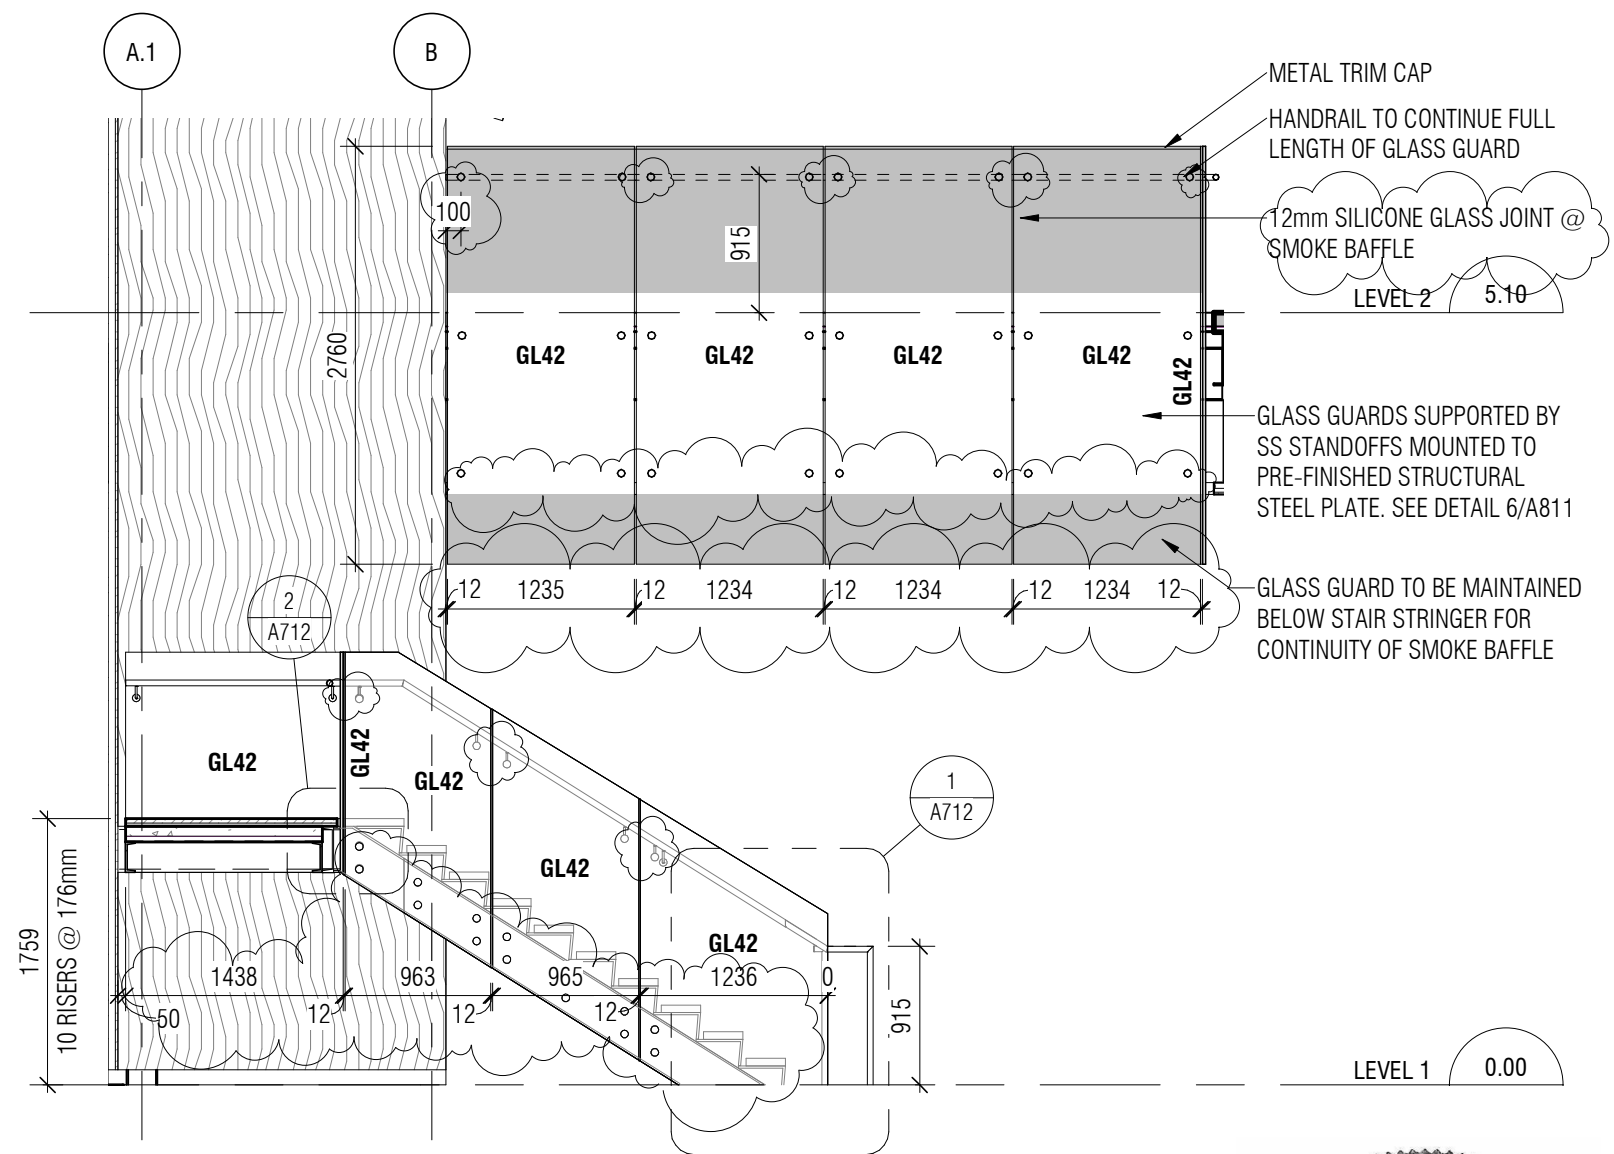 A.1
B
METAL TRIM CAP
HANDRAIL TO CONTINUE FULL
LENGTH OF GLASS GUARD
12mm SILICONE GLASS JOINT @
SMOKE BAFFLE
LEVEL 2
5.10
100
915
2760
GL42
GL42
GL42
GL42
GL42
GLASS GUARDS SUPPORTED BY
SS STANDOFFS MOUNTED TO
PRE-FINISHED STRUCTURAL
STEEL PLATE. SEE DETAIL 6/A811
12
1235
12
1234
12
1234
12
1234
12
GLASS GUARD TO BE MAINTAINED
BELOW STAIR STRINGER FOR
CONTINUITY OF SMOKE BAFFLE
2
A712
GL42
GL42
GL42
GL42
GL42
1
A712
1759
10 RISERS @ 176mm
1438
963
965
1236
0
50
12
12
12
915
LEVEL 1
0.00